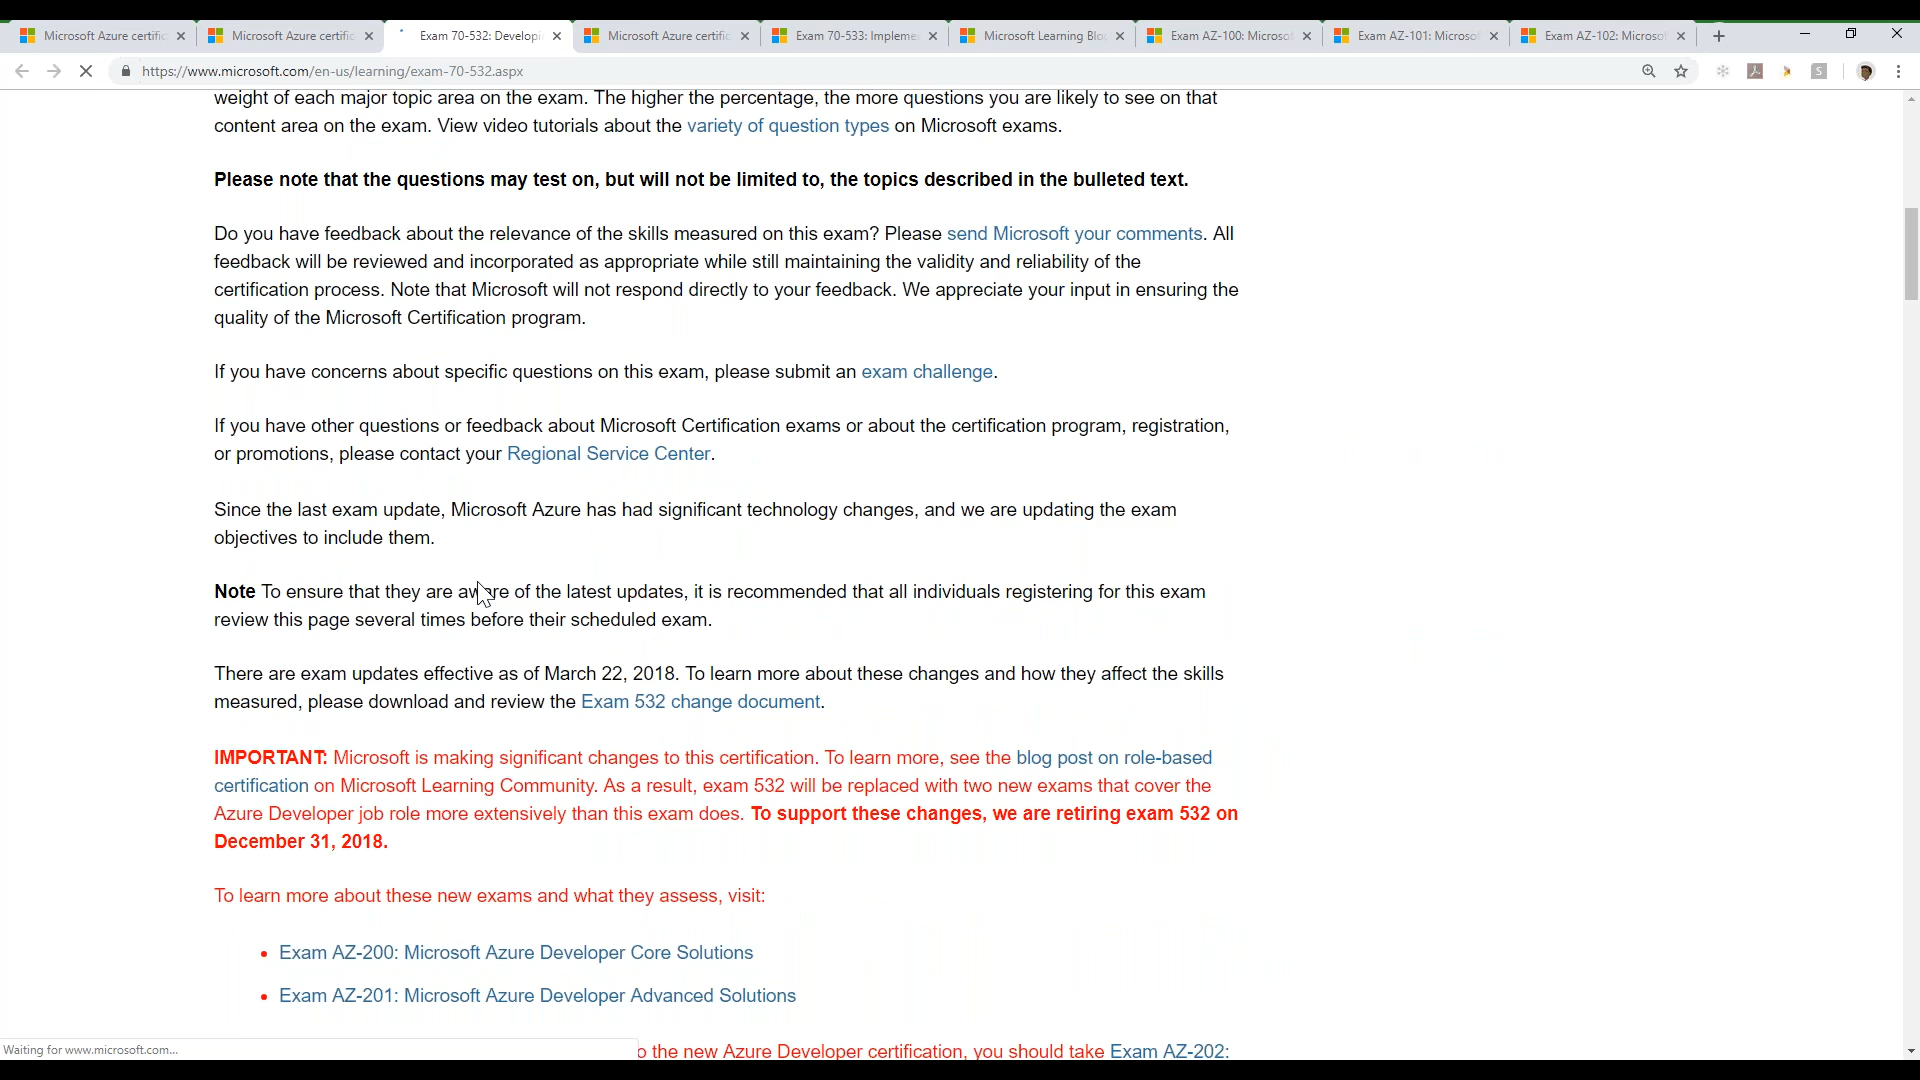 Microsoft Azure certific
Microsoft Azure certific
Exam 70-532: Developi
Microsoft Azure certific
Exam 70-533: Impleme
Microsoft Learning Blo
Exam AZ-100: Microso
Exam AZ-101: Microso
Exam AZ-102: Microso
https://www.microsoft.com/en-us/learning/exam-70-532.aspx
weight of each major topic area on the exam. The higher the percentage, the more questions you are likely to see on that
content area on the exam. View video tutorials about the variety of question types on Microsoft exams.
Please note that the questions may test on, but will not be limited to, the topics described in the bulleted text.
Do you have feedback about the relevance of the skills measured on this exam? Please send Microsoft your comments. All
feedback will be reviewed and incorporated as appropriate while still maintaining the validity and reliability of the
certification process. Note that Microsoft will not respond directly to your feedback. We appreciate your input in ensuring the
quality of the Microsoft Certification program.
If you have concerns about specific questions on this exam, please submit an exam challenge.
If you have other questions or feedback about Microsoft Certification exams or about the certification program, registration,
or promotions, please contact your Regional Service Center.
Since the last exam update, Microsoft Azure has had significant technology changes, and we are updating the exam
objectives to include them.
Note To ensure that they are aware of the latest updates, it is recommended that all individuals registering for this exam
review this page several times before their scheduled exam.
There are exam updates effective as of March 22, 2018. To learn more about these changes and how they affect the skills
measured, please download and review the Exam 532 change document.
IMPORTANT: Microsoft is making significant changes to this certification. To learn more, see the blog post on role-based
certification on Microsoft Learning Community. As a result, exam 532 will be replaced with two new exams that cover the
Azure Developer job role more extensively than this exam does. To support these changes, we are retiring exam 532 on
December 31, 2018.
To learn more about these new exams and what they assess, visit:
• Exam AZ-200: Microsoft Azure Developer Core Solutions
• Exam AZ-201: Microsoft Azure Developer Advanced Solutions
o the new Azure Developer certification, you should take Exam AZ-202:
Waiting for www.microsoft.com...